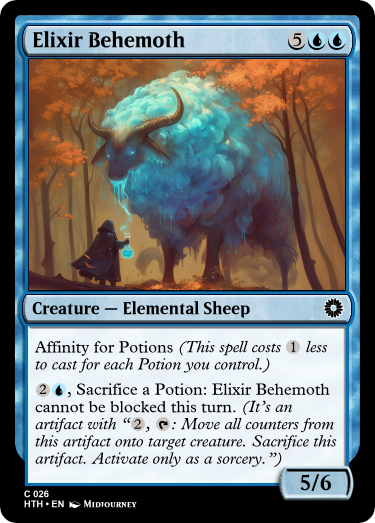 Elixir Behemoth 5
Creature — Elemental Sheep
Affinity for Potions (This spell costs 1 less
to cast for each Potion you control.)
2, Sacrifice a Potion: Elixir Behemoth
cannot be blocked this turn. (It's an
artifact with “2, : Move all counters from
this artifact onto target creature. Sacrifice this
artifact. Activate only as a sorcery.”)
5/6
C 026
HTH • EN Midjourney